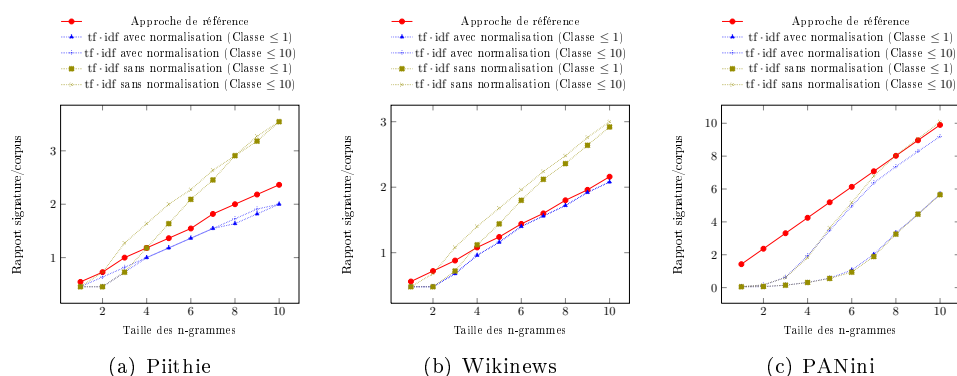 Approche de référence
tf · idf avec normalisation (Classe ≤ 1)
tf · idf avec normalisation (Classe ≤ 10)
tf · idf sans normalisation (Classe ≤ 1)
tf · idf sans normalisation (Classe ≤ 10)
3
2
1
Rapport signature/corpus
2 4 6 8 10
Taille des n-grammes
(a) Piithie
Approche de référence
tf · idf avec normalisation (Classe ≤ 1)
tf · idf avec normalisation (Classe ≤ 10)
tf · idf sans normalisation (Classe ≤ 1)
tf · idf sans normalisation (Classe ≤ 10)
3
2
1
Rapport signature/corpus
2 4 6 8 10
Taille des n-grammes
(b) Wikinews
Approche de référence
tf · idf avec normalisation (Classe ≤ 1)
tf · idf avec normalisation (Classe ≤ 10)
tf · idf sans normalisation (Classe ≤ 1)
tf · idf sans normalisation (Classe ≤ 10)
10
8
6
4
2
0
Rapport signature/corpus
2 4 6 8 10
Taille des n-grammes
(c) PANini